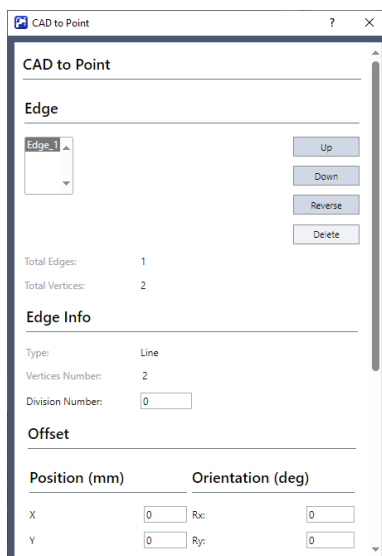 CAD to Point
CAD to Point
Edge
Edge_1
Up
Down
Reverse
Delete
Total Edges: 1
Total Vertices: 2
Edge Info
Type: Line
Vertices Number: 2
Division Number: 0
Offset
Position (mm) Orientation (deg)
X 0 Rx: 0
Y 0 Ry: 0